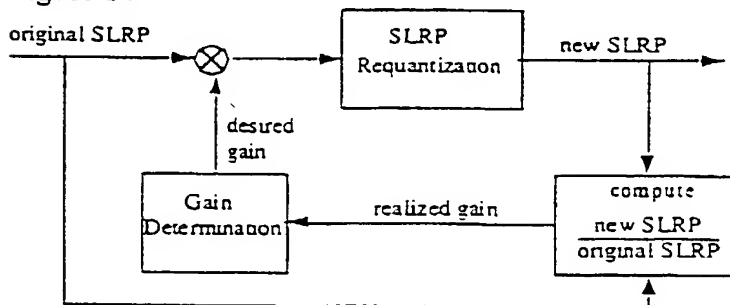 original SLRP
SLRP
Requantization
new SLRP
desired
gain
Gain
Determination
realized gain
compute
new SLRP
original SLRP